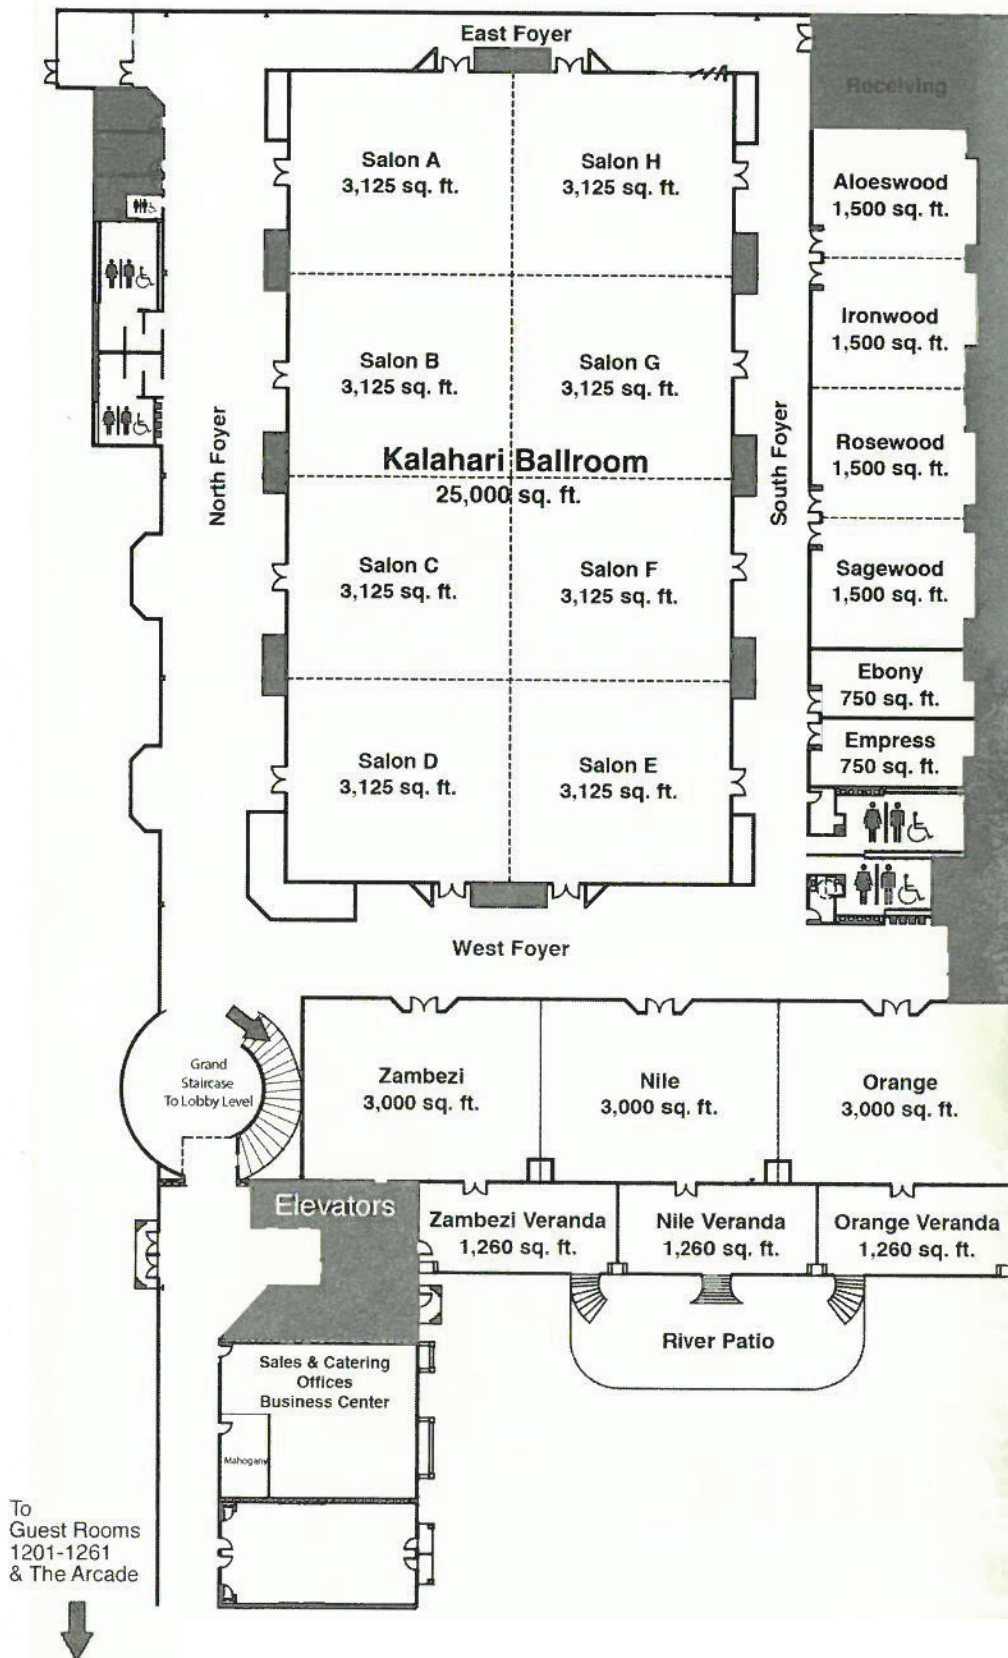 East Foyer
Receiving
Salon A
3,125 sq. ft.
Salon H
3,125 sq. ft.
Aloeswood
1,500 sq. ft.
Salon B
3,125 sq. ft.
Salon G
3,125 sq. ft.
Ironwood
1,500 sq. ft.
North Foyer
Kalahari Ballroom
25,000 sq. ft.
South Foyer
Rosewood
1,500 sq. ft.
Salon C
3,125 sq. ft.
Salon F
3,125 sq. ft.
Sagewood
1,500 sq. ft.
Ebony
750 sq. ft.
Empress
750 sq. ft.
Salon D
3,125 sq. ft.
Salon E
3,125 sq. ft.
West Foyer
Grand
Staircase
To Lobby Level
Zambezi
3,000 sq. ft.
Nile
3,000 sq. ft.
Orange
3,000 sq. ft.
Elevators
Zambezi Veranda
1,260 sq. ft.
Nile Veranda
1,260 sq. ft.
Orange Veranda
1,260 sq. ft.
River Patio
Sales & Catering
Offices
Business Center
Mahogany
To
Guest Rooms
1201-1261
& The Arcade